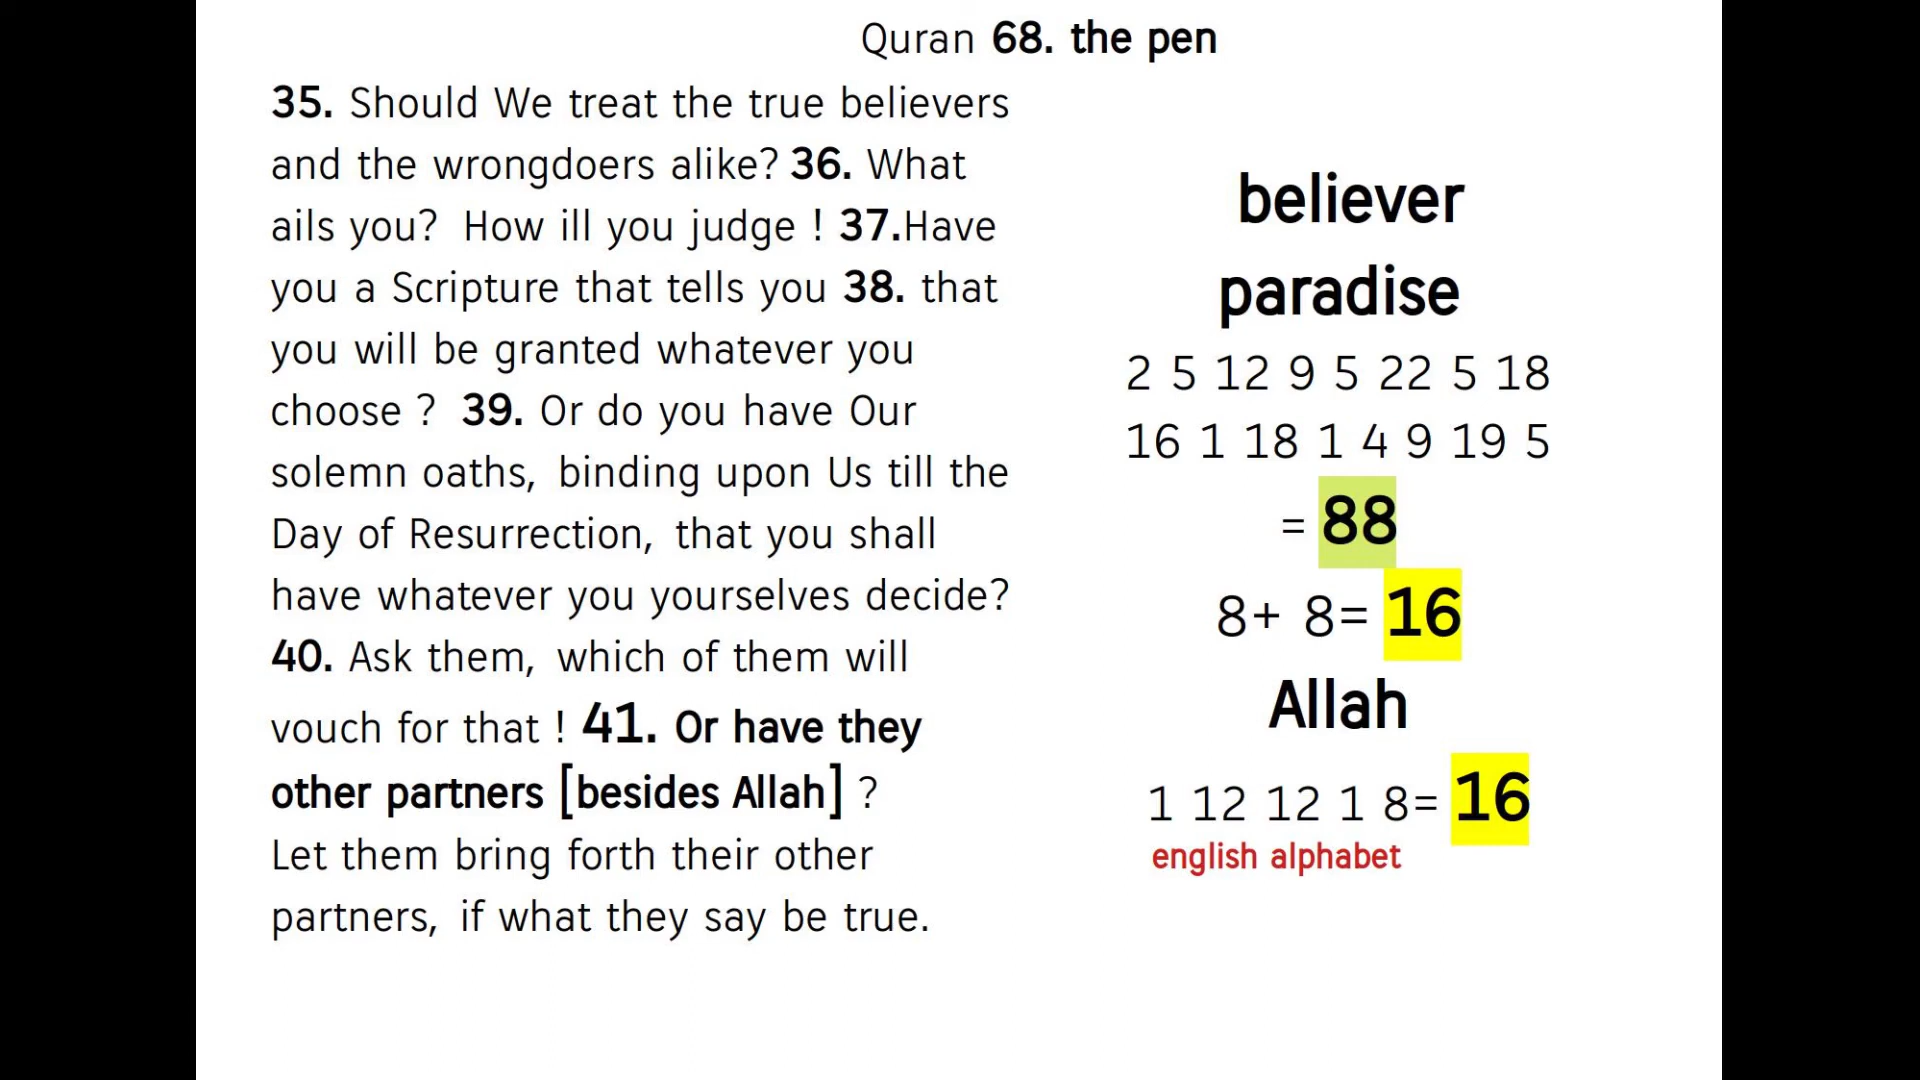 Quran 68. the pen
35. Should We treat the true believers
and the wrongdoers alike? 36. What
ails you? How ill you judge ! 37.Have
you a Scripture that tells you 38. that
you will be granted whatever you
choose ? 39. Or do you have Our
solemn oaths, binding upon Us till the
Day of Resurrection, that you shall
have whatever you yourselves decide?
40. Ask them, which of them will
vouch for that ! 41. Or have they
other partners [besides Allah] ?
Let them bring forth their other
partners, if what they say be true.
believer
paradise
2 5 12 9 5 22 5 18
16 1 18 1 4 9 19 5
= 88
8+ 8= 16
Allah
1 12 12 1 8= 16
english alphabet